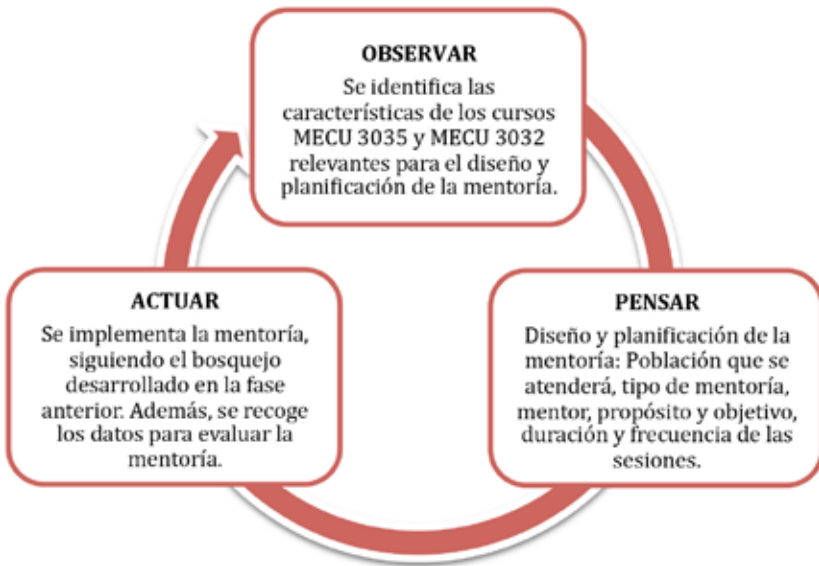 OBSERVAR
Se identifica las
características de los cursos
MECU 3035 y MECU 3032
relevantes para el diseño y
planificación de la mentoría.
PENSAR
Diseño y planificación de la
mentoría: Población que se
atenderá, tipo de mentoría,
mentor, propósito y objetivo,
duración y frecuencia de las
sesiones.
ACTUAR
Se implementa la mentoría,
siguiendo el bosquejo
desarrollado en la fase
anterior. Además, se recoge
los datos para evaluar la
mentoría.